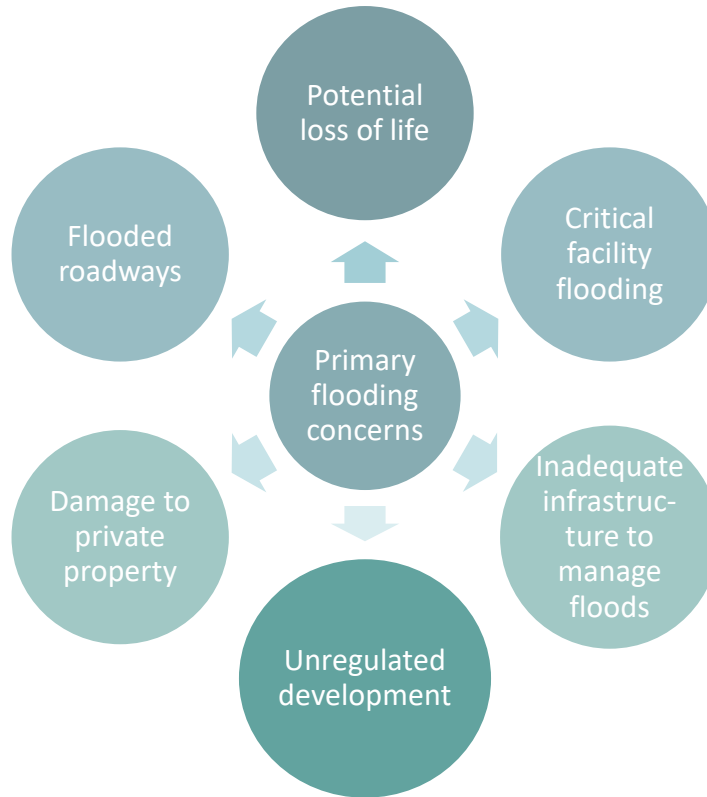 Potential
loss of life
Flooded
roadways
Critical
facility
flooding
Primary
flooding
concerns
Damage to
private
property
Inadequate
infrastruc-
ture to
manage
floods
Unregulated
development